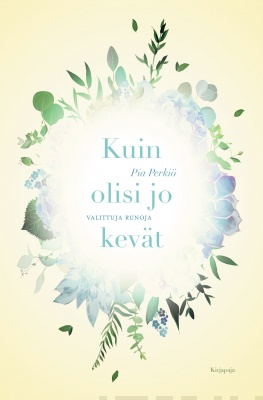 Kuin
Pia Perkiö
olisi jo
VALITTUJA RUNOJA
kevät
Kirjapaja